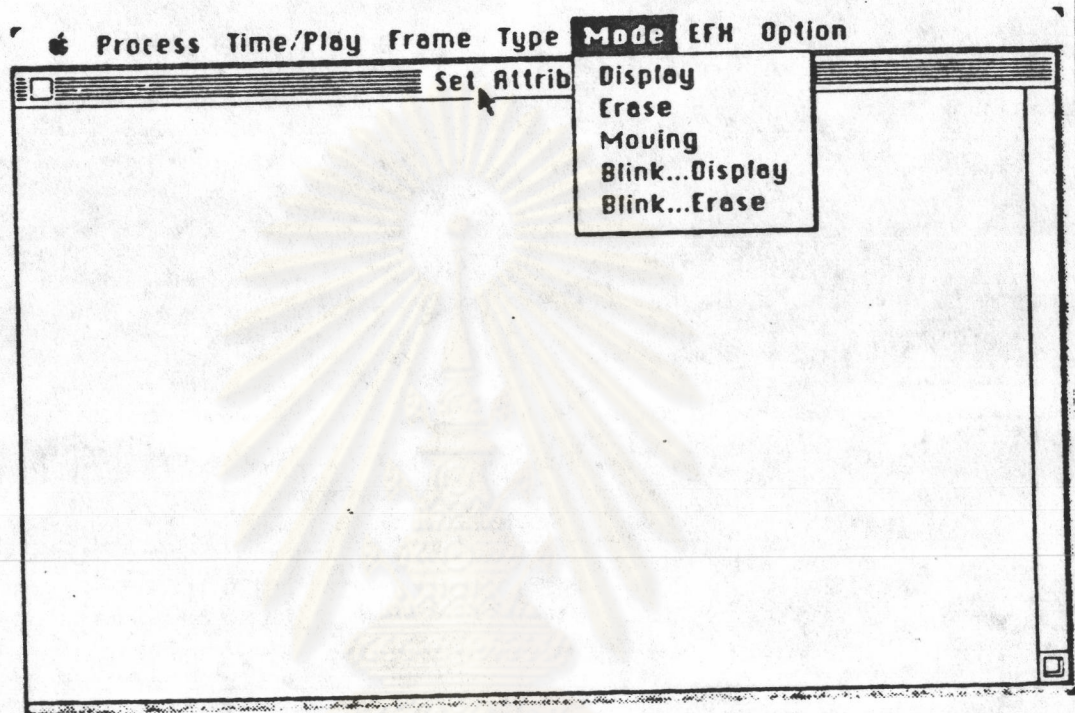 Process Time/Play Frame Type Mode EFX Option
Set Attrib
Display
Erase
Moving
Blink...Display
Blink...Erase